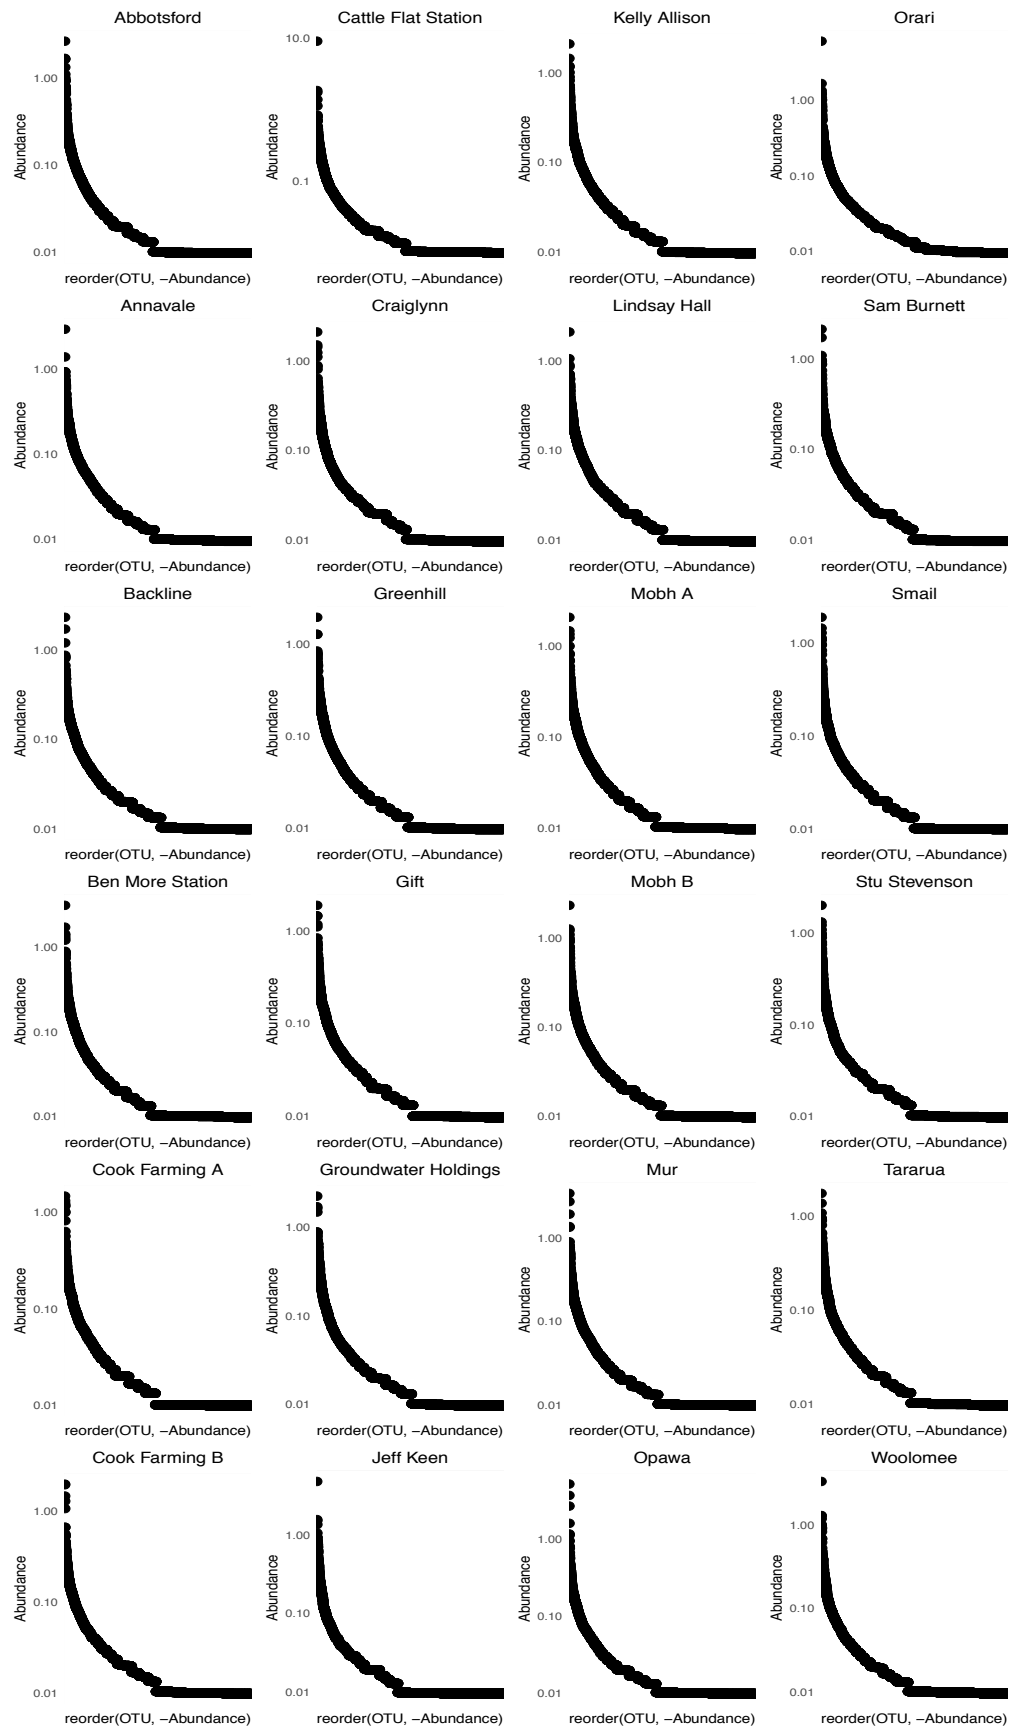 Abbotsford Cattle Flat Station Kelly Allison Orari
Abundance 1.00 0.10 0.01 Abundance 10.0 0.1 Abundance 1.00 0.10 0.01 Abundance 1.00 0.10 0.01
reorder(OTU, −Abundance) reorder(OTU, −Abundance) reorder(OTU, −Abundance) reorder(OTU, −Abundance)
Annavale Craiglynn Lindsay Hall Sam Burnett
Abundance 1.00 0.10 0.01 Abundance 1.00 0.10 0.01 Abundance 1.00 0.10 0.01 Abundance 1.00 0.10 0.01
reorder(OTU, −Abundance) reorder(OTU, −Abundance) reorder(OTU, −Abundance) reorder(OTU, −Abundance)
Backline Greenhill Mobh A Smail
Abundance 1.00 0.10 0.01 Abundance 1.00 0.10 0.01 Abundance 1.00 0.10 0.01 Abundance 1.00 0.10 0.01
reorder(OTU, −Abundance) reorder(OTU, −Abundance) reorder(OTU, −Abundance) reorder(OTU, −Abundance)
Ben More Station Gift Mobh B Stu Stevenson
Abundance 1.00 0.10 0.01 Abundance 1.00 0.10 0.01 Abundance 1.00 0.10 0.01 Abundance 1.00 0.10 0.01
reorder(OTU, −Abundance) reorder(OTU, −Abundance) reorder(OTU, −Abundance) reorder(OTU, −Abundance)
Cook Farming A Groundwater Holdings Mur Tararua
Abundance 1.00 0.10 0.01 Abundance 1.00 0.10 0.01 Abundance 1.00 0.10 0.01 Abundance 1.00 0.10 0.01
reorder(OTU, −Abundance) reorder(OTU, −Abundance) reorder(OTU, −Abundance) reorder(OTU, −Abundance)
Cook Farming B Jeff Keen Opawa Woolomee
Abundance 1.00 0.10 0.01 Abundance 1.00 0.10 0.01 Abundance 1.00 0.10 0.01 Abundance 1.00 0.10 0.01
reorder(OTU, −Abundance) reorder(OTU, −Abundance) reorder(OTU, −Abundance) reorder(OTU, −Abundance)